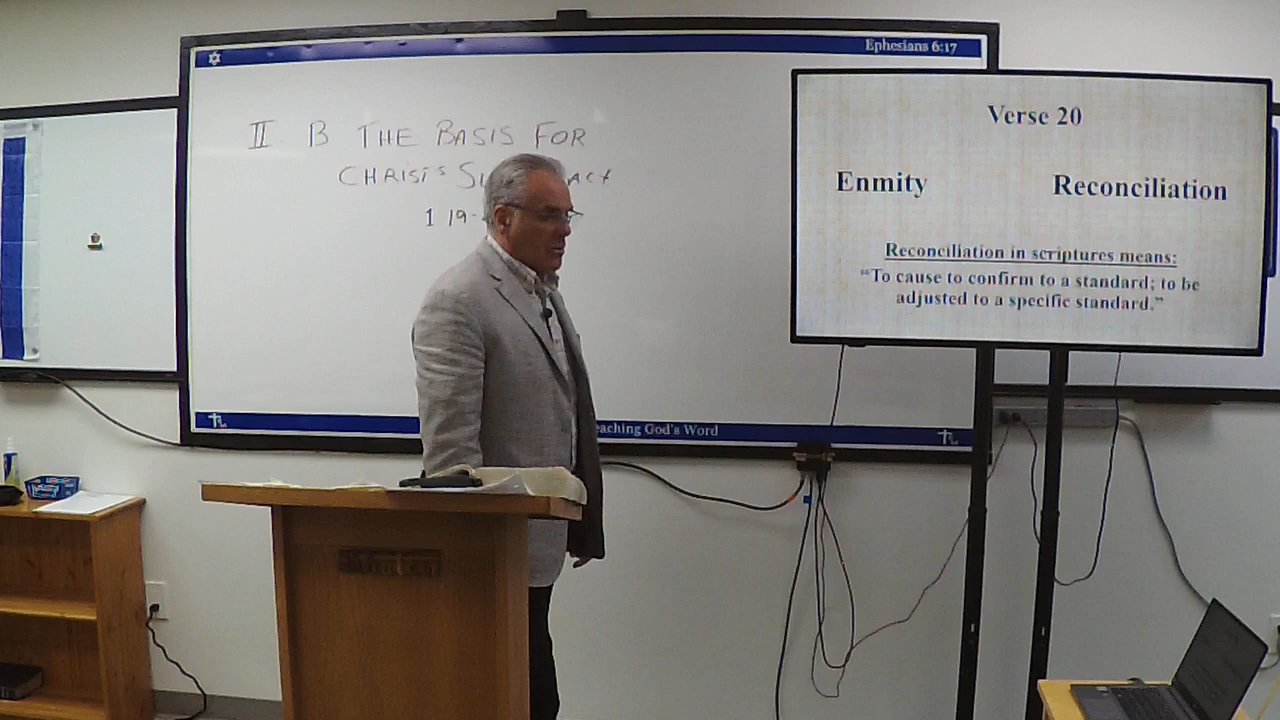 Ephesians 6:17
II B THE BASIS FOR
CHRIST'S
1 19-
Verse 20
Enmity Reconciliation
Reconciliation in scriptures means:
“To cause to confirm to a standard; to be
adjusted to a specific standard.”
God's Word